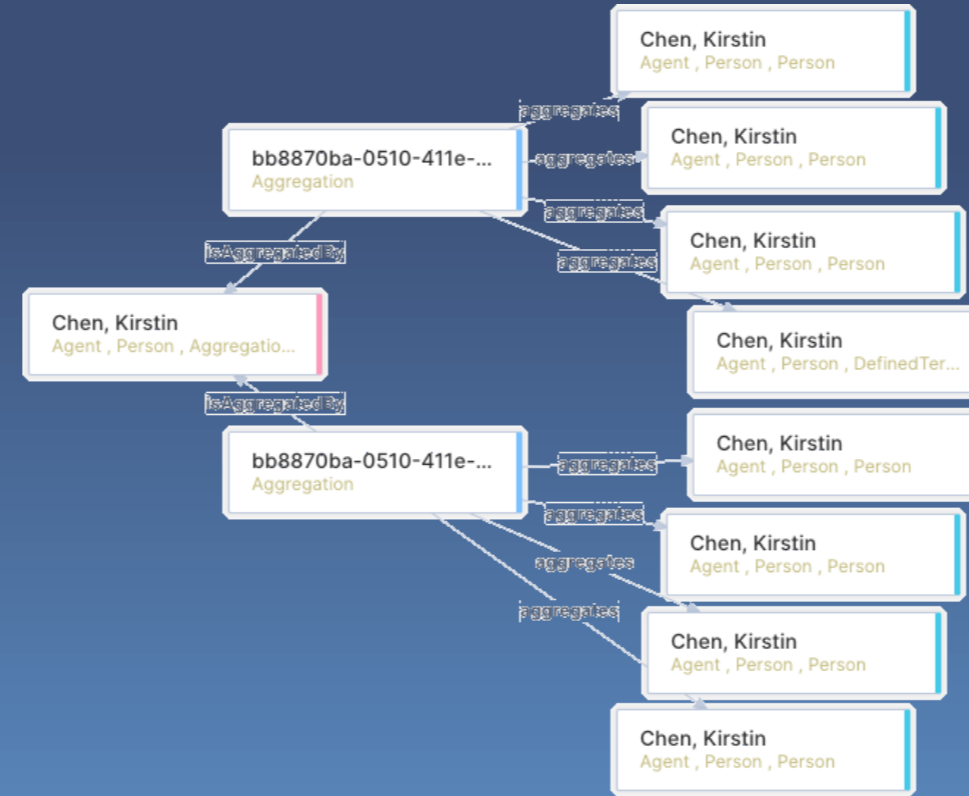 Chen, Kirstin
Agent , Person , Person
aggregates
Chen, Kirstin
Agent , Person , Person
bb8870ba-0510-411e-...
Aggregation
aggregates
aggregates
Chen, Kirstin
Agent , Person , Person
isAggregatedBy
aggregates
Chen, Kirstin
Agent , Person , Aggregatio...
Chen, Kirstin
Agent , Person , DefinedTer...
isAggregatedBy
Chen, Kirstin
Agent , Person , Person
bb8870ba-0510-411e-...
Aggregation
aggregates
aggregates
Chen, Kirstin
Agent , Person , Person
aggregates
aggregates
Chen, Kirstin
Agent , Person , Person
Chen, Kirstin
Agent , Person , Person